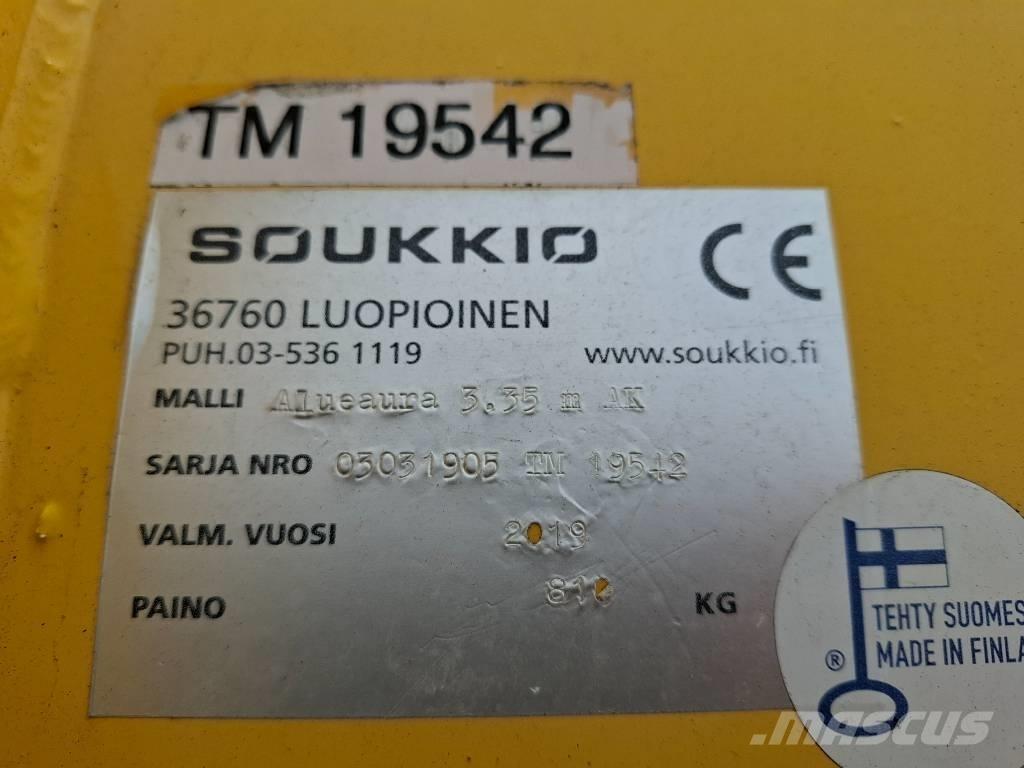 TM 19542
SOUKKIO
CE
36760 LUOPIOINEN
PUH.03-536 1119 www.soukkio.fi
MALLI Alueaura 3.35 m AK
SARJA NRO 03031905 TM 19542
VALM. VUOSI 2019
PAINO 810 KG
TEHTY SUOMES
® MADE IN FINLA
mascus